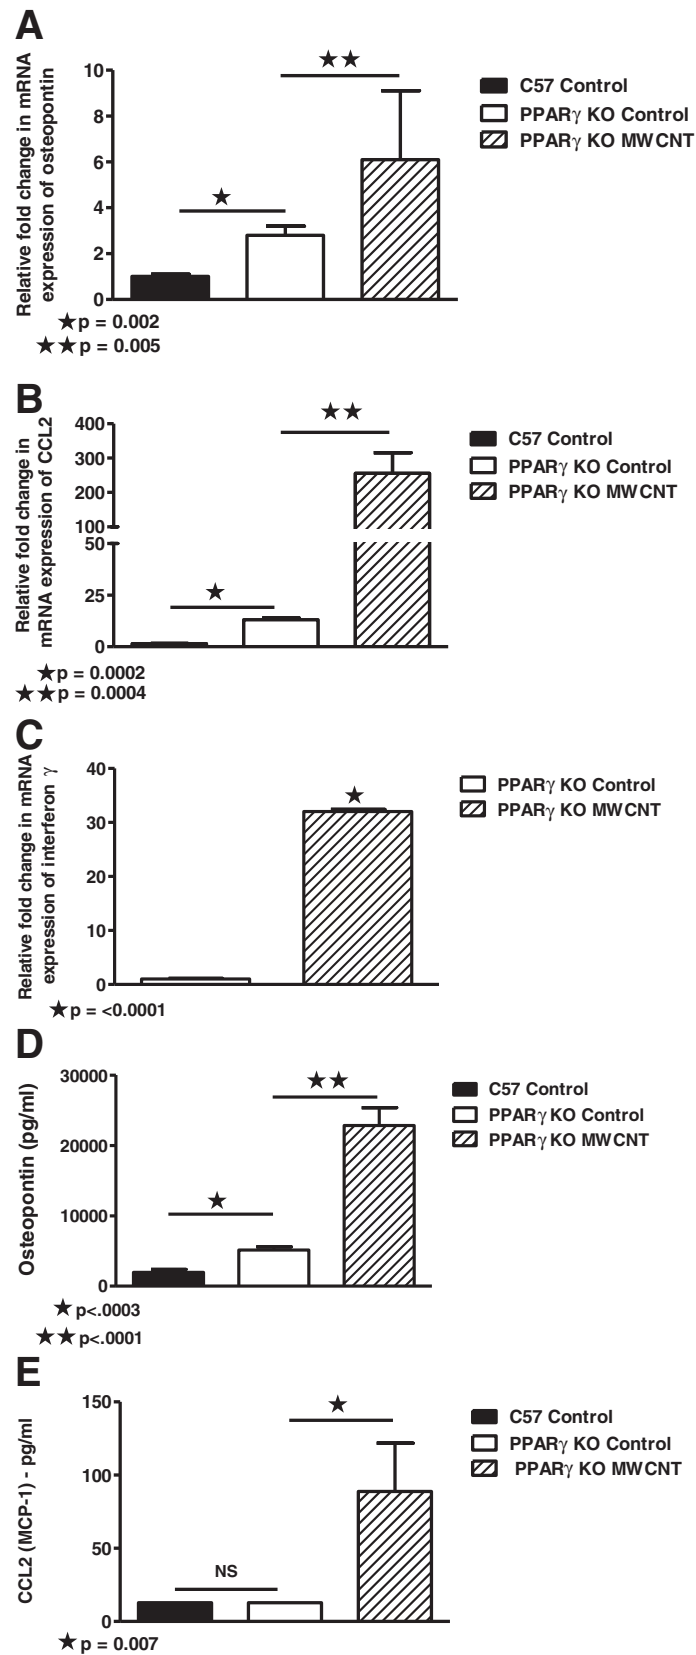 A
Relative fold change in mRNA
expression of osteopontin
10
8
6
4
2
0
★★
★
C57 Control
PPARγ KO Control
PPARγ KO MWCNT
★p = 0.002
★★p = 0.005
B
Relative fold change in
mRNA expression of CCL2
400
300
200
100
50
25
0
★★
★
C57 Control
PPARγ KO Control
PPARγ KO MWCNT
★p = 0.0002
★★p = 0.0004
C
Relative fold change in mRNA
expression of interferon γ
40
30
20
10
0
★
PPARγ KO Control
PPARγ KO MWCNT
★p = <0.0001
D
Osteopontin (pg/ml)
30000
20000
10000
0
★★
★
C57 Control
PPARγ KO Control
PPARγ KO MWCNT
★p<.0003
★★p<.0001
E
CCL2 (MCP-1) - pg/ml
150
100
50
0
★
NS
C57 Control
PPARγ KO Control
PPARγ KO MWCNT
★p = 0.007